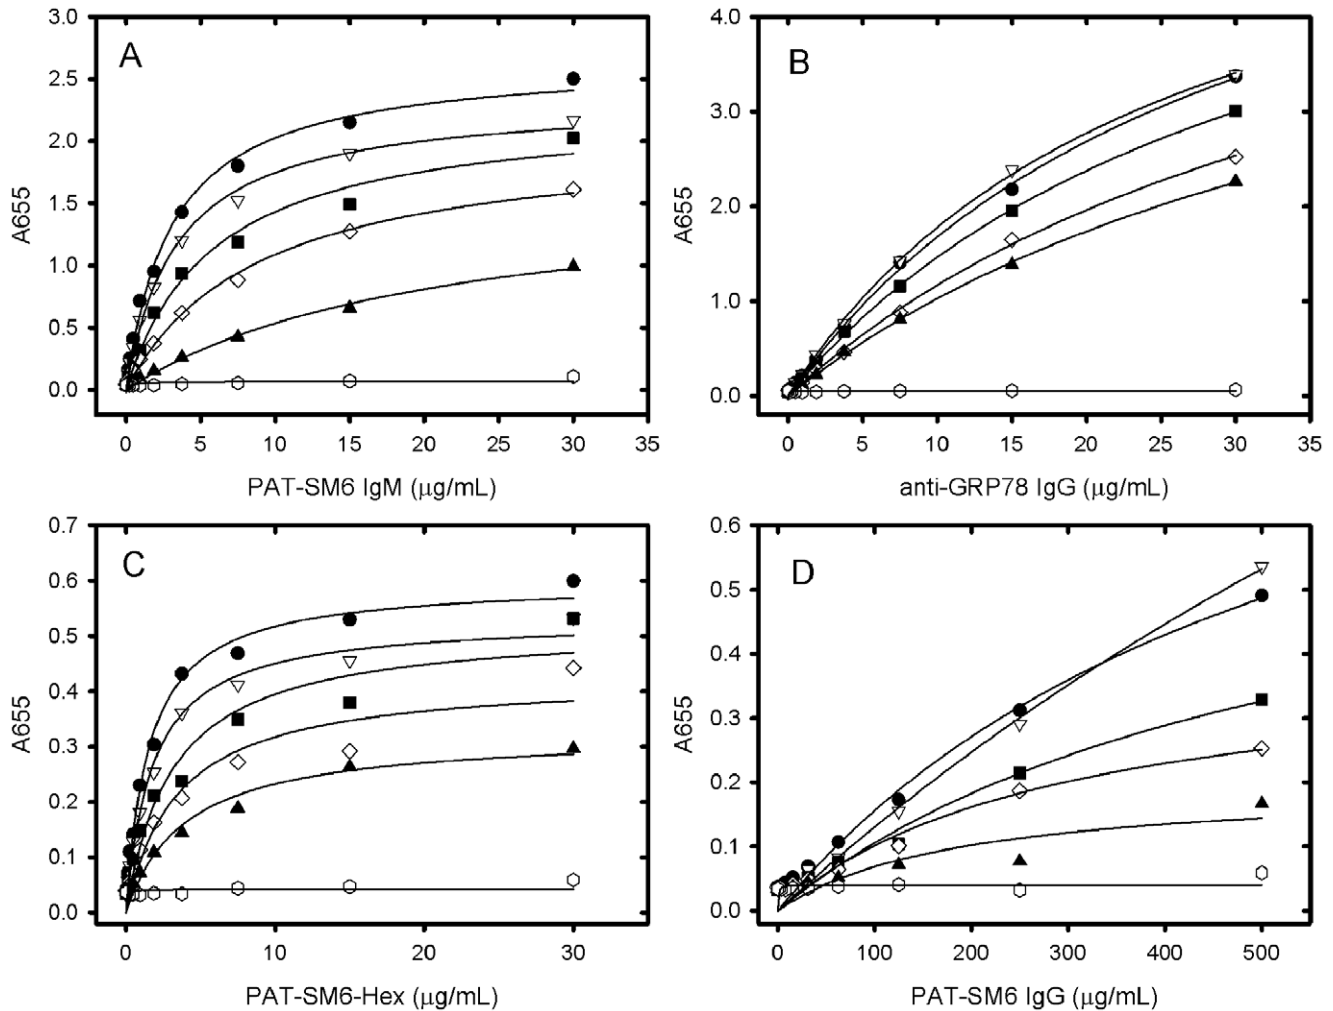 A
A655
3.0
2.5
2.0
1.5
1.0
0.5
0.0
0 5 10 15 20 25 30 35
PAT-SM6 IgM (μg/mL)
B
A655
4.0
3.0
2.0
1.0
0.0
0 5 10 15 20 25 30 35
anti-GRP78 IgG (μg/mL)
C
A655
0.7
0.6
0.5
0.4
0.3
0.2
0.1
0.0
0 10 20 30
PAT-SM6-Hex (μg/mL)
D
A655
0.6
0.5
0.4
0.3
0.2
0.1
0.0
0 100 200 300 400 500
PAT-SM6 IgG (μg/mL)